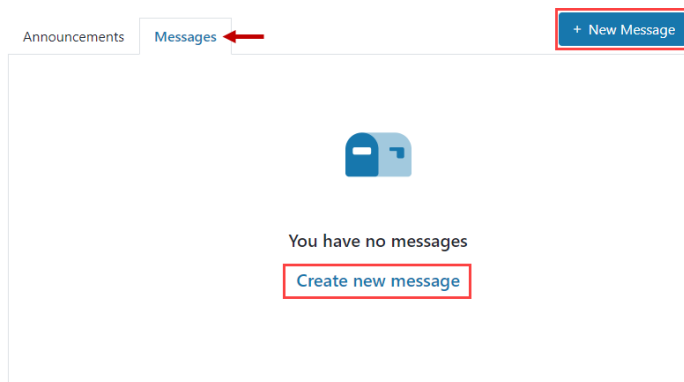 Announcements
Messages
+ New Message
You have no messages
Create new message